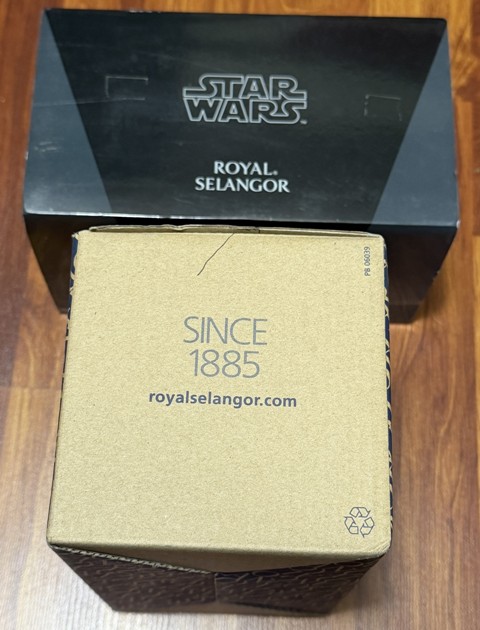 STAR
WARS
ROYAL®
SELANGOR
PB 06039
SINCE
1885
royalselangor.com